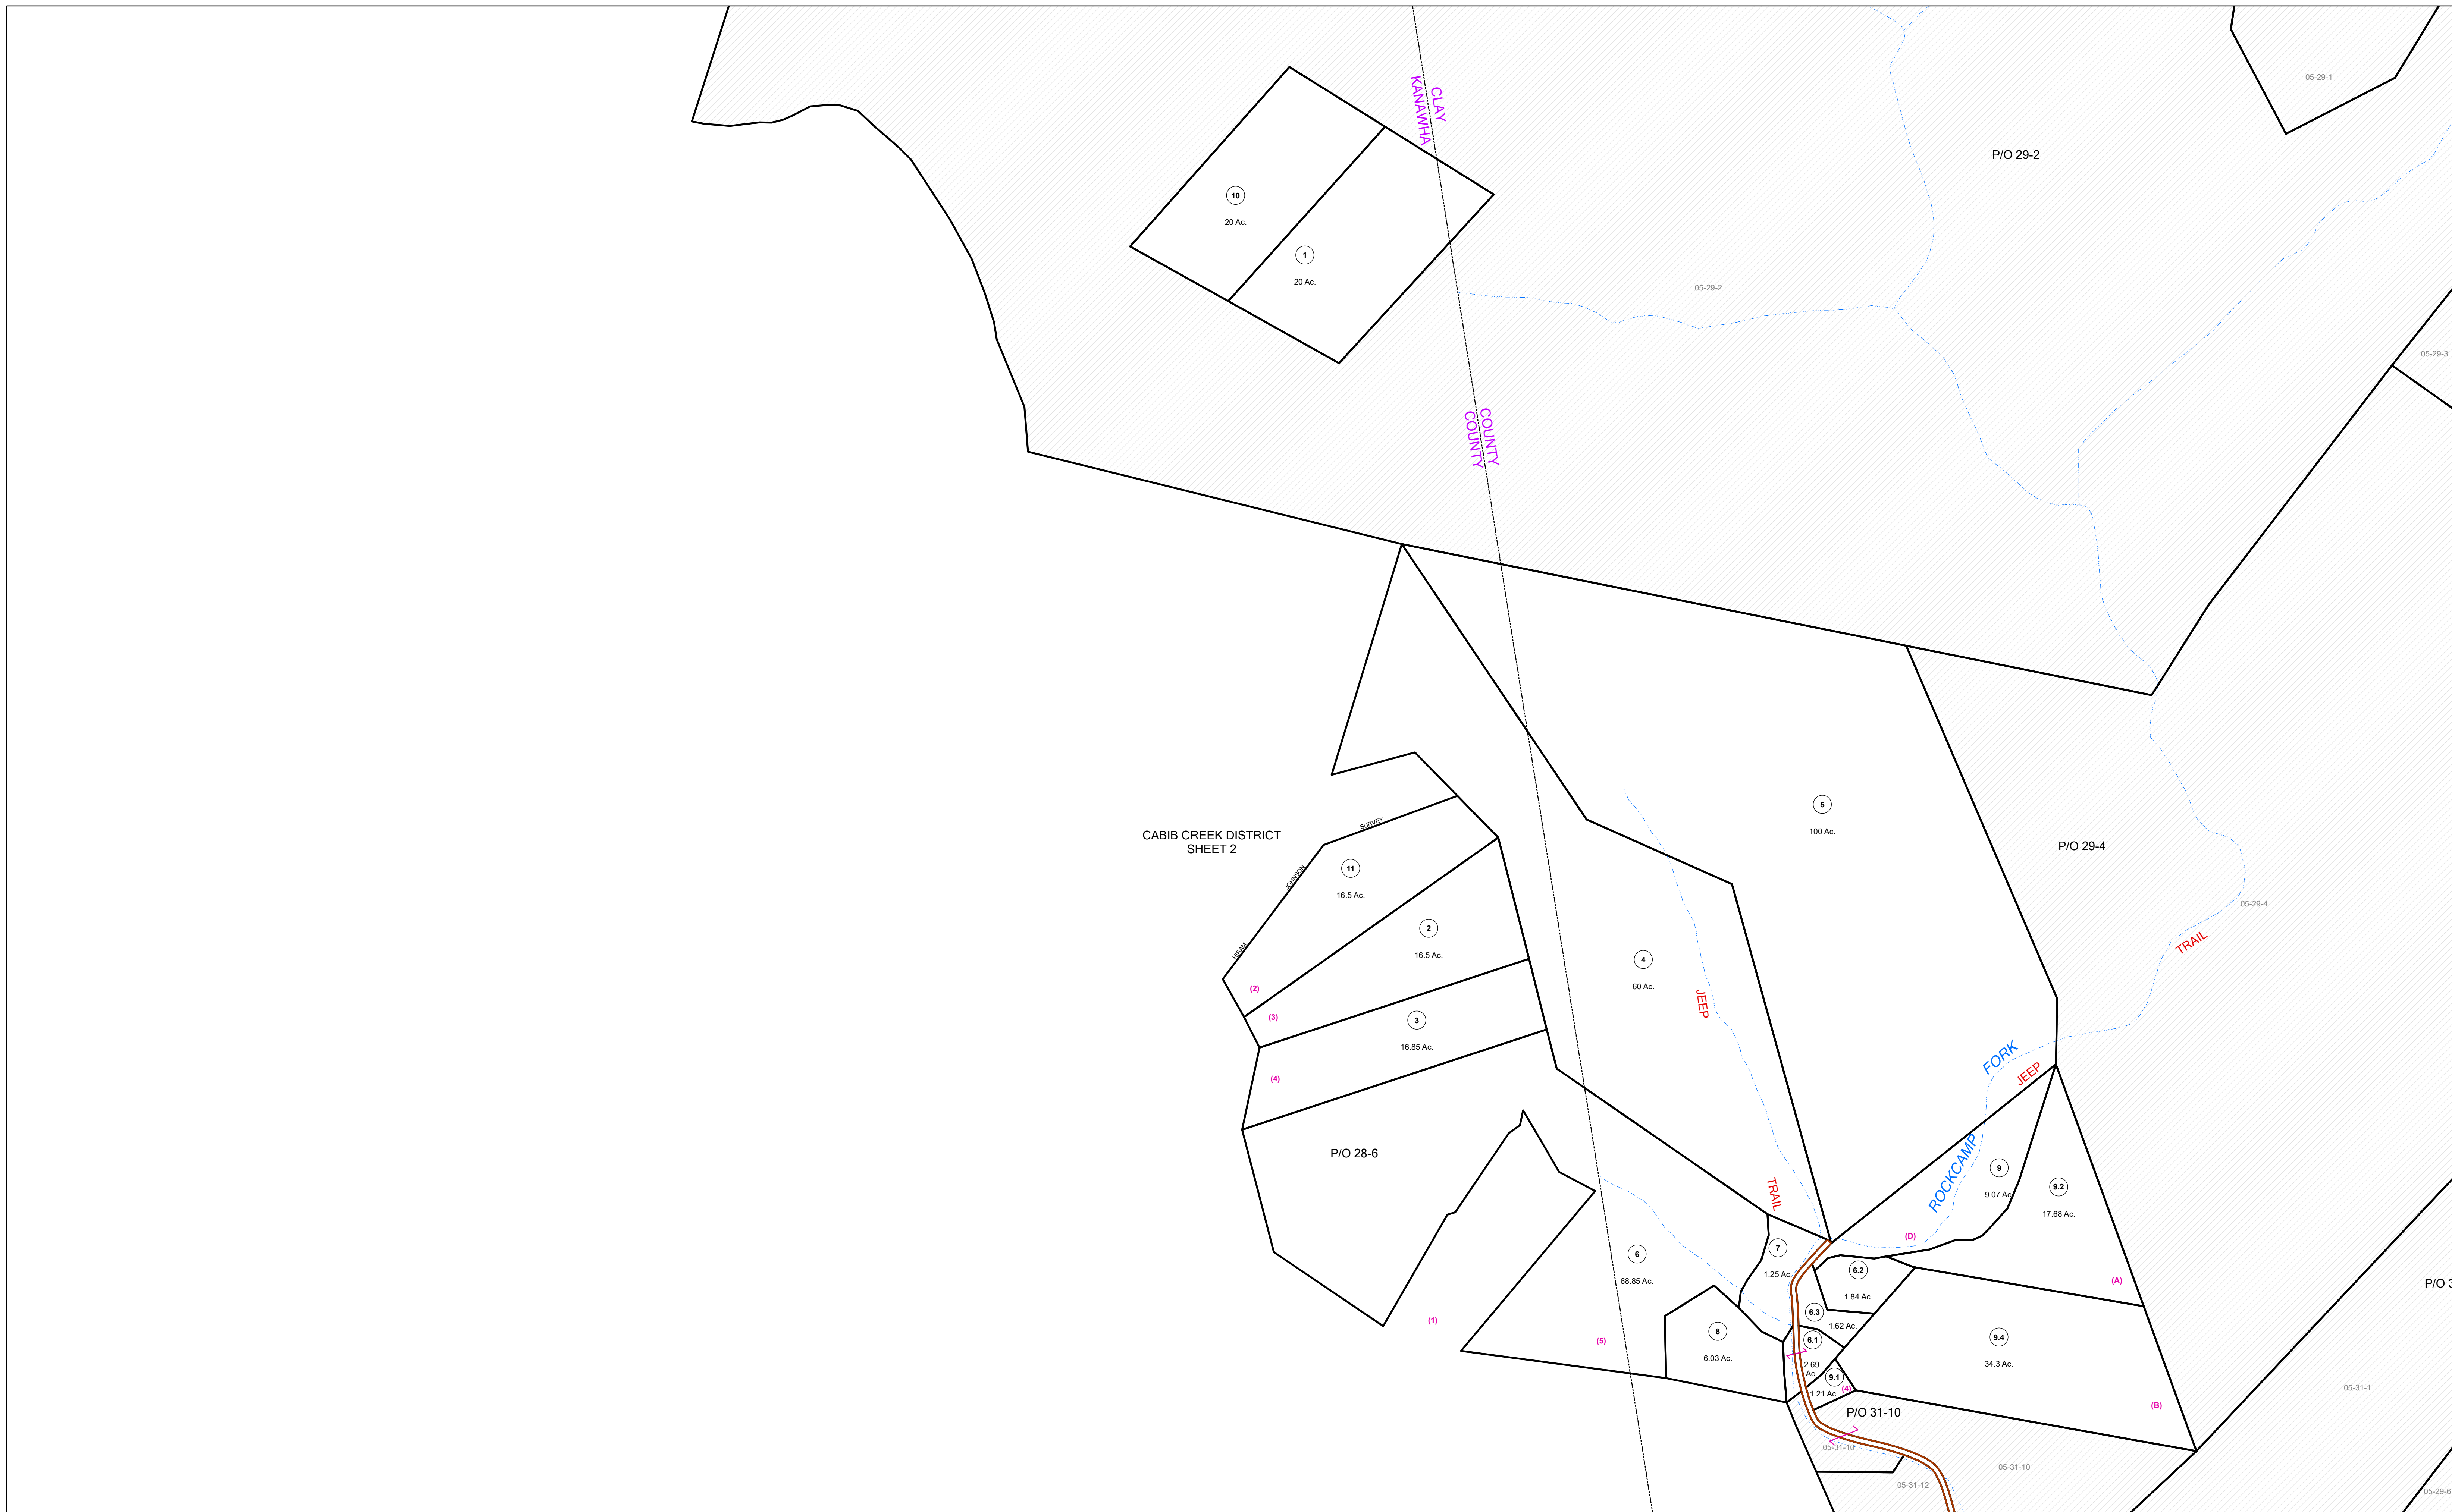 05-29-1
CLAY
KANAWHA
P/O 29-2
10
20 Ac.
1
20 Ac.
05-29-2
05-29-3
COUNTY
COUNTY
5
100 Ac.
SURVEY
CABIB CREEK DISTRICT
SHEET 2
P/O 29-4
11
16.5 Ac.
JOHNSON
05-29-4
2
16.5 Ac.
TRAIL
HIRAM
4
60 Ac.
(2)
JEEP
(3)
3
16.85 Ac.
FORK
JEEP
(4)
P/O 28-6
ROCKCAMP
9
9.07 Ac.
9.2
17.68 Ac.
TRAIL
(D)
7
1.25 Ac.
6
68.85 Ac.
6.2
1.84 Ac.
(A)
P/O 3
6.3
1.62 Ac.
(1)
8
6.03 Ac.
(5)
6.1
2.69
Ac.
9.4
34.3 Ac.
9.1
1.21 Ac.
(4)
05-31-1
(B)
P/O 31-10
05-31-10
05-31-10
05-31-12
05-29-6